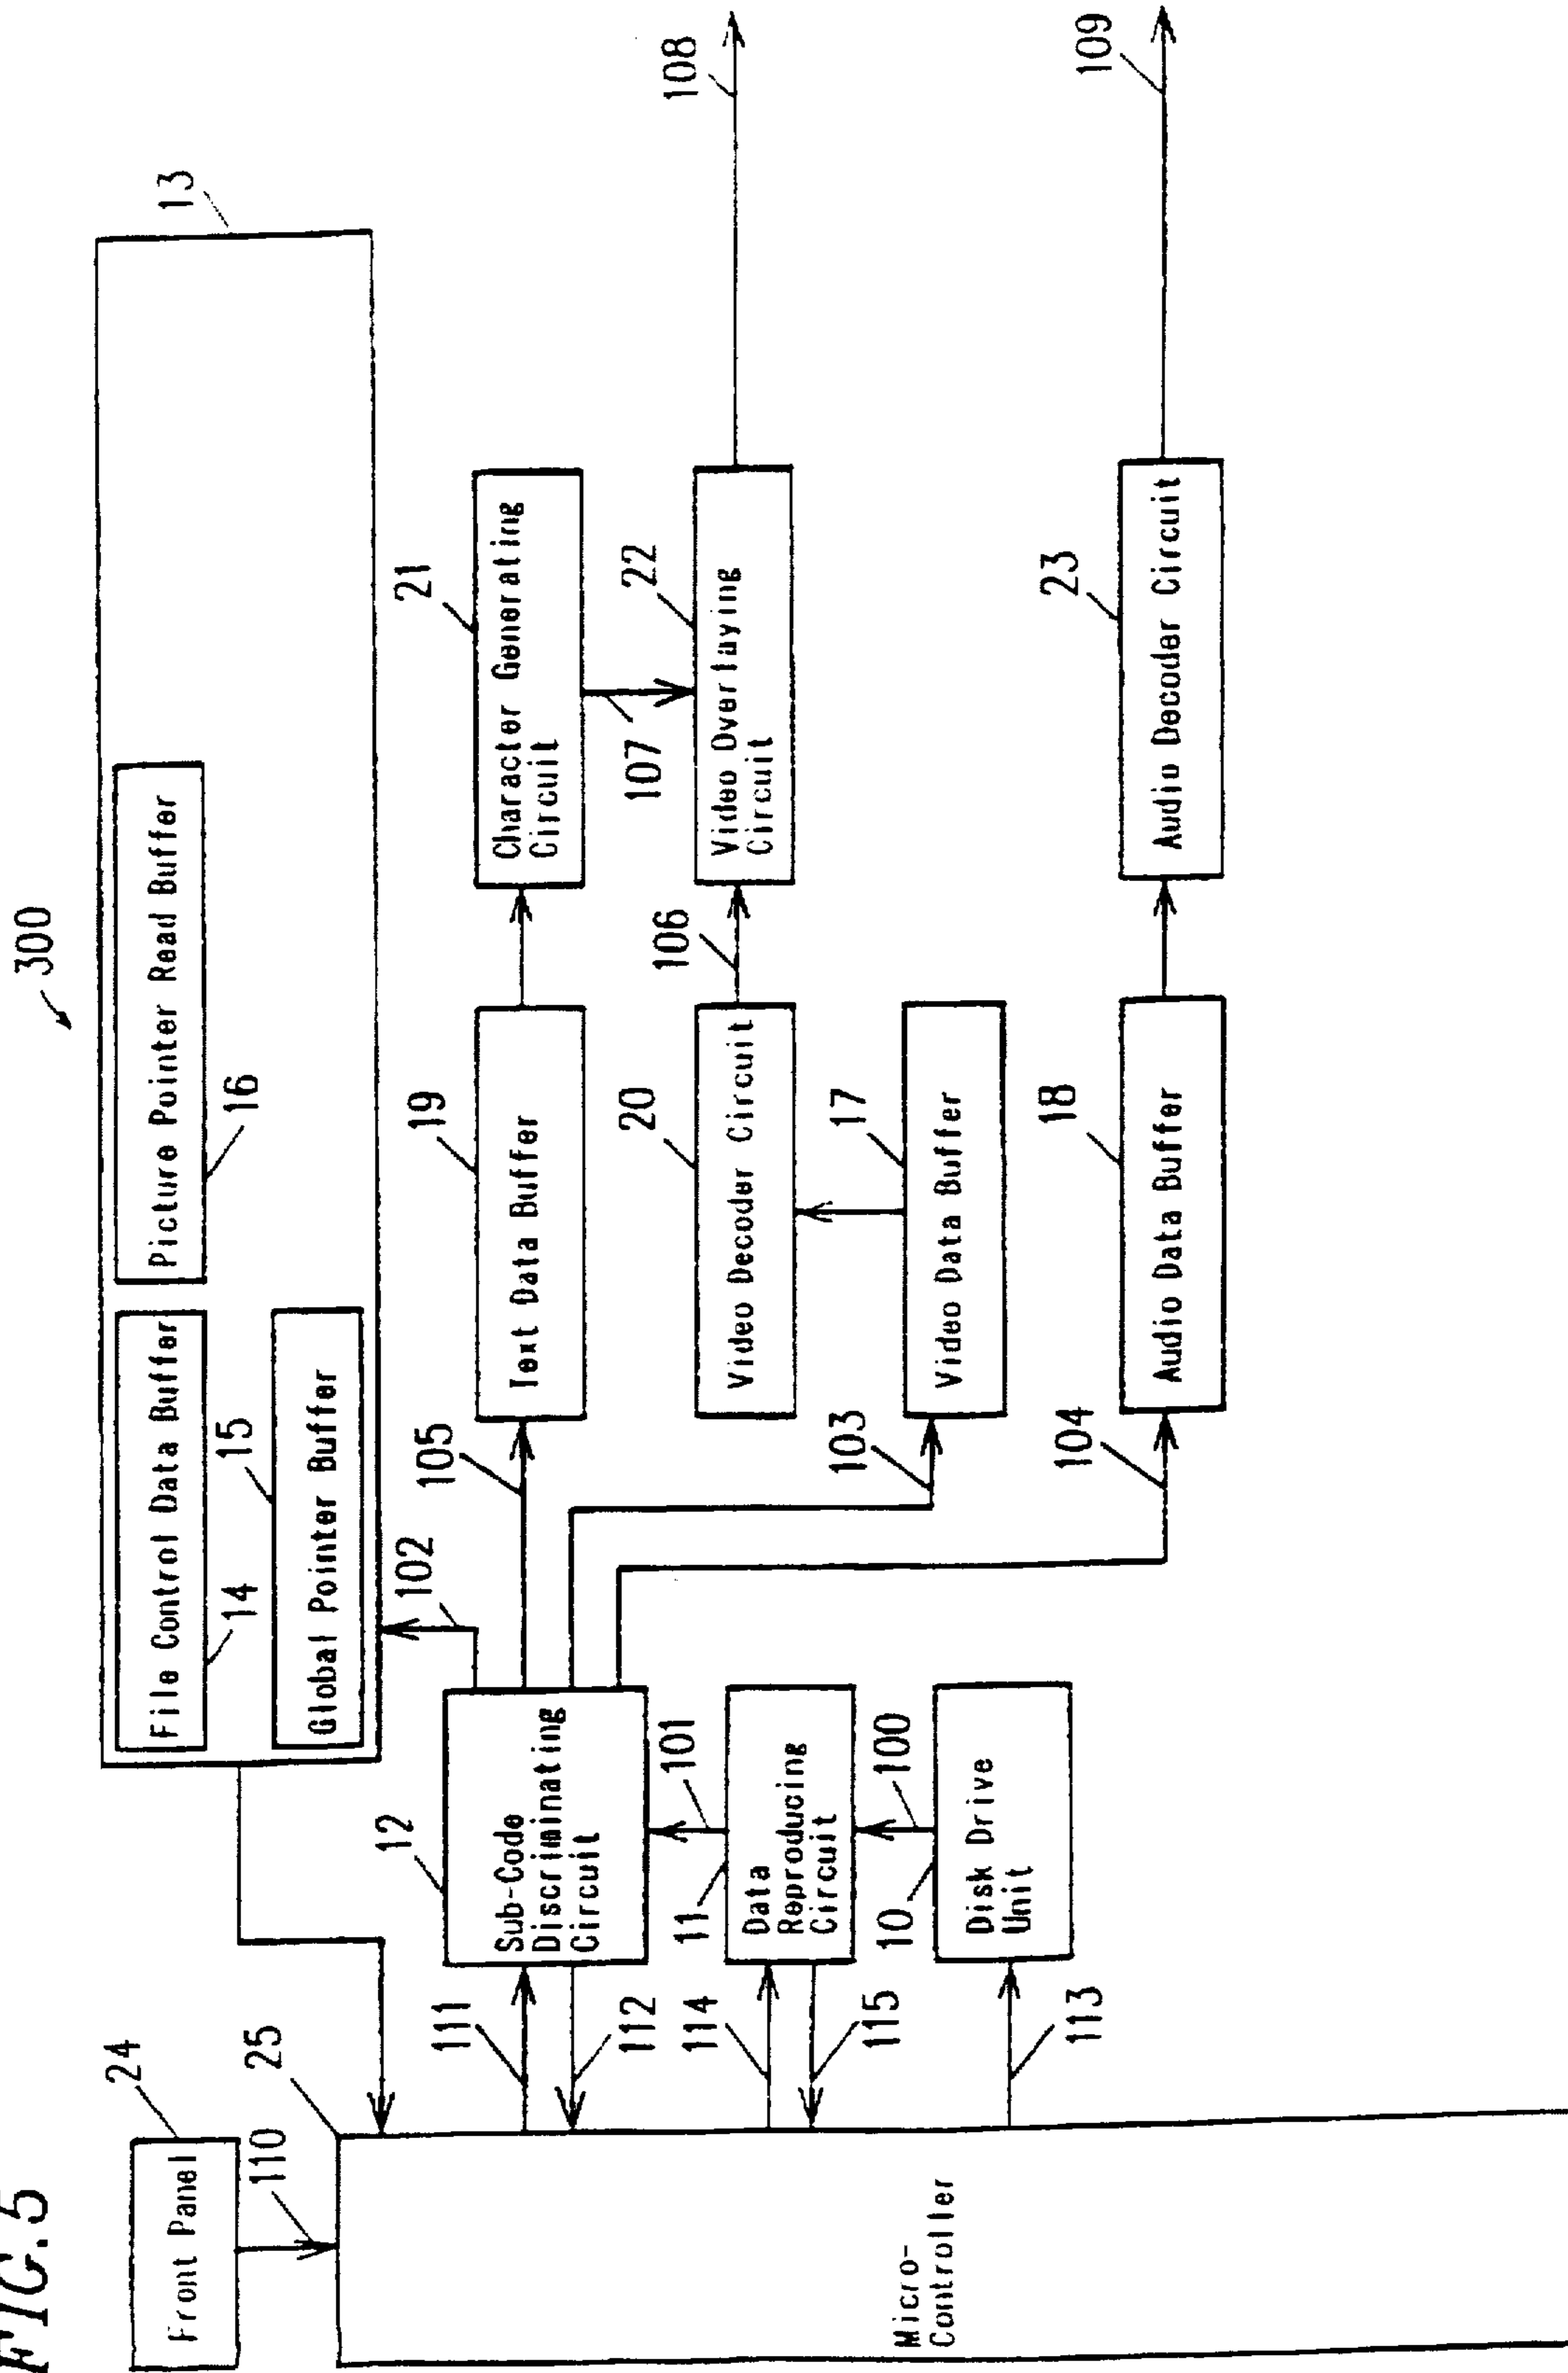 FIG.5
300
24
Front Panel
110
25
Micro-
Controller
13
File Control Data Buffer
14
Picture Pointer Read Buffer
16
15
Global Pointer Buffer
102
12
Sub-Code
Discriminating
Circuit
111
112
101
11
Data
Reproducing
Circuit
114
115
100
10
Disk Drive
Unit
113
105
19
Text Data Buffer
21
Character Generating
Circuit
107
20
Video Decoder Circuit
106
22
Video Overlaying
Circuit
108
103
17
Video Data Buffer
104
18
Audio Data Buffer
23
Audio Decoder Circuit
109